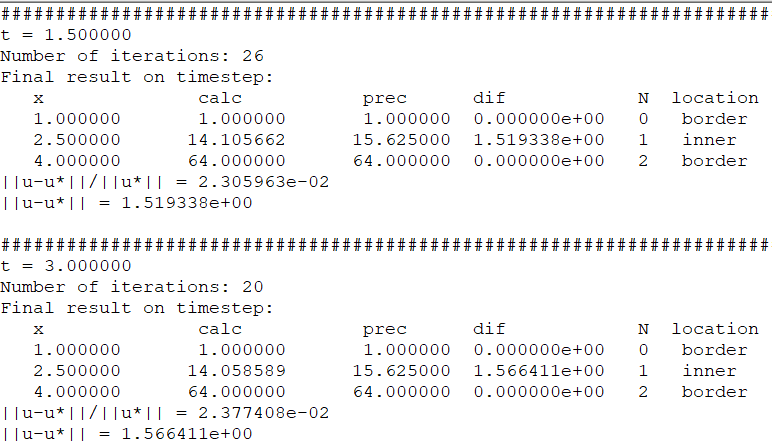 ######################################################################
t = 1.500000
Number of iterations: 26
Final result on timestep:
x calc prec dif N location
1.000000 1.000000 1.000000 0.000000e+00 0 border
2.500000 14.105662 15.625000 1.519338e+00 1 inner
4.000000 64.000000 64.000000 0.000000e+00 2 border
||u-u*||/||u*|| = 2.305963e-02
||u-u*|| = 1.519338e+00
######################################################################
t = 3.000000
Number of iterations: 20
Final result on timestep:
x calc prec dif N location
1.000000 1.000000 1.000000 0.000000e+00 0 border
2.500000 14.058589 15.625000 1.566411e+00 1 inner
4.000000 64.000000 64.000000 0.000000e+00 2 border
||u-u*||/||u*|| = 2.377408e-02
||u-u*|| = 1.566411e+00